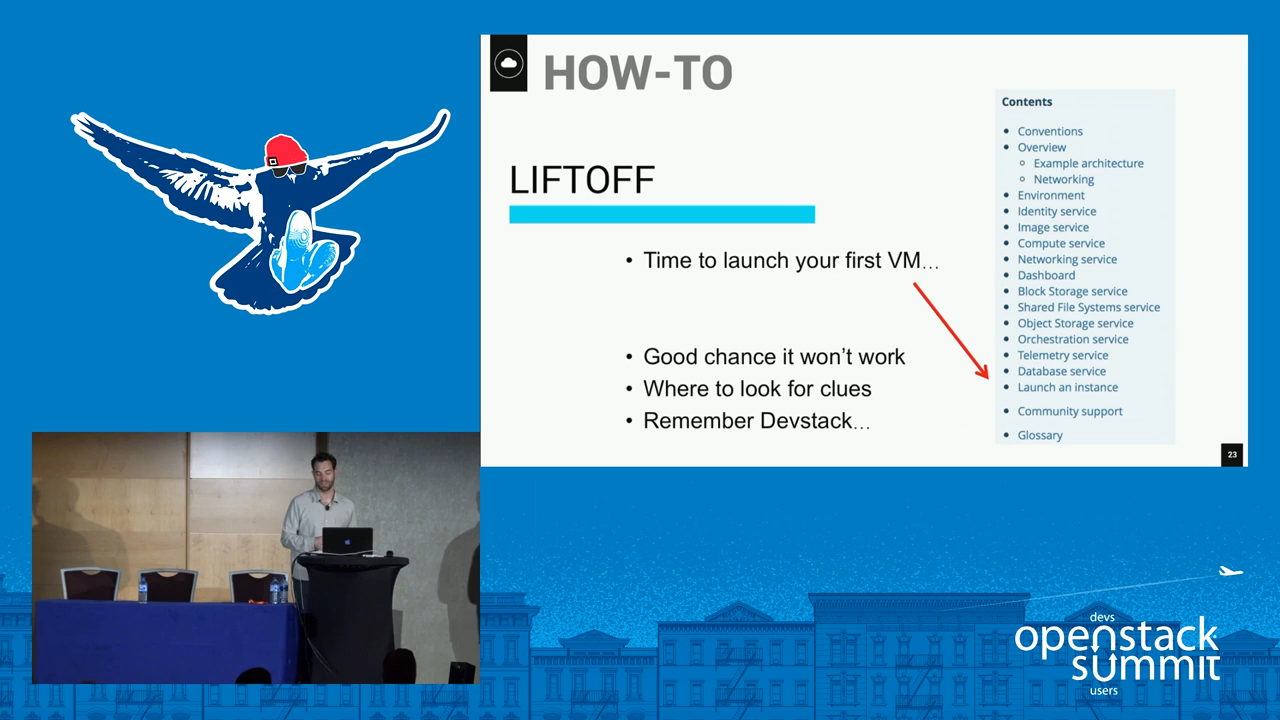 HOW-TO
LIFTOFF
• Time to launch your first VM...
• Good chance it won't work
• Where to look for clues
• Remember Devstack...
Contents
• Conventions
• Overview
◦ Example architecture
◦ Networking
• Environment
• Identity service
• Image service
• Compute service
• Networking service
• Dashboard
• Block Storage service
• Shared File Systems service
• Object Storage service
• Orchestration service
• Telemetry service
• Database service
• Launch an instance
• Community support
• Glossary
23
devs
openstack
summit
users